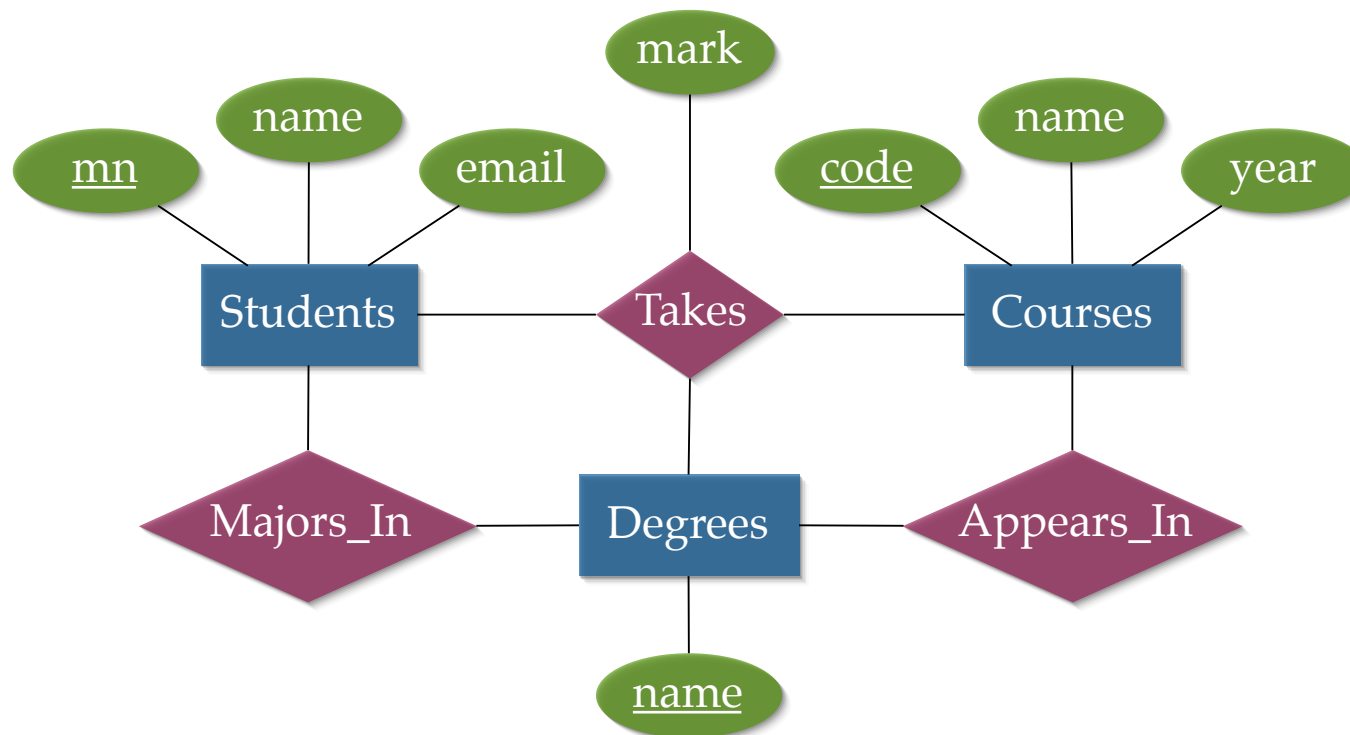 mark
name
name
mn
email
code
year
Students
Takes
Courses
Majors_In
Degrees
Appears_In
name